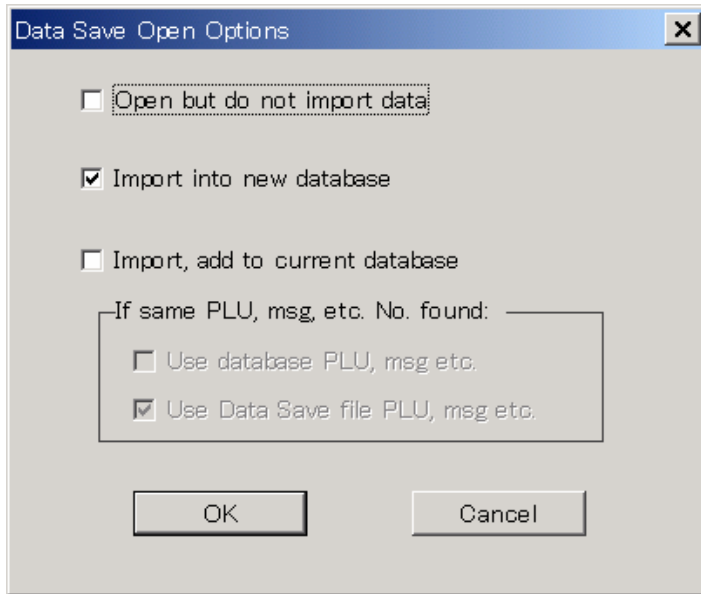 Data Save Open Options
Open but do not import data
Import into new database
Import, add to current database
If same PLU, msg, etc. No. found:
Use database PLU, msg etc.
Use Data Save file PLU, msg etc.
OK Cancel